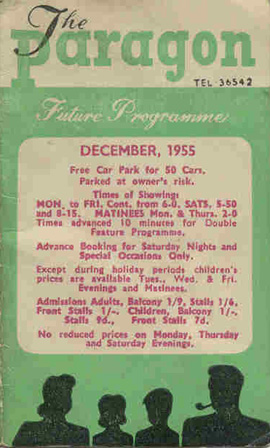 The
Paragon
TEL 36542
Future Programme
DECEMBER, 1955
Free Car Park for 50 Cars.
Parked at owner's risk.
Times of Showing:
MON. to FRI. Cont. from 6-0. SATS. 5-50
and 8-15. MATINEES Mon. & Thurs. 2-0
Times advanced 10 minutes for Double
Feature Programme.
Advance Booking for Saturday Nights and
Special Occasions Only.
Except during holiday periods children's
prices are available Tues., Wed. & Fri.
Evenings and Matinees.
Admissions Adults, Balcony 1/9, Stalls 1/6,
Front Stalls 1/-. Children, Balcony 1/-,
Stalls 9d., Front Stalls 7d.
No reduced prices on Monday, Thursday
and Saturday Evenings.